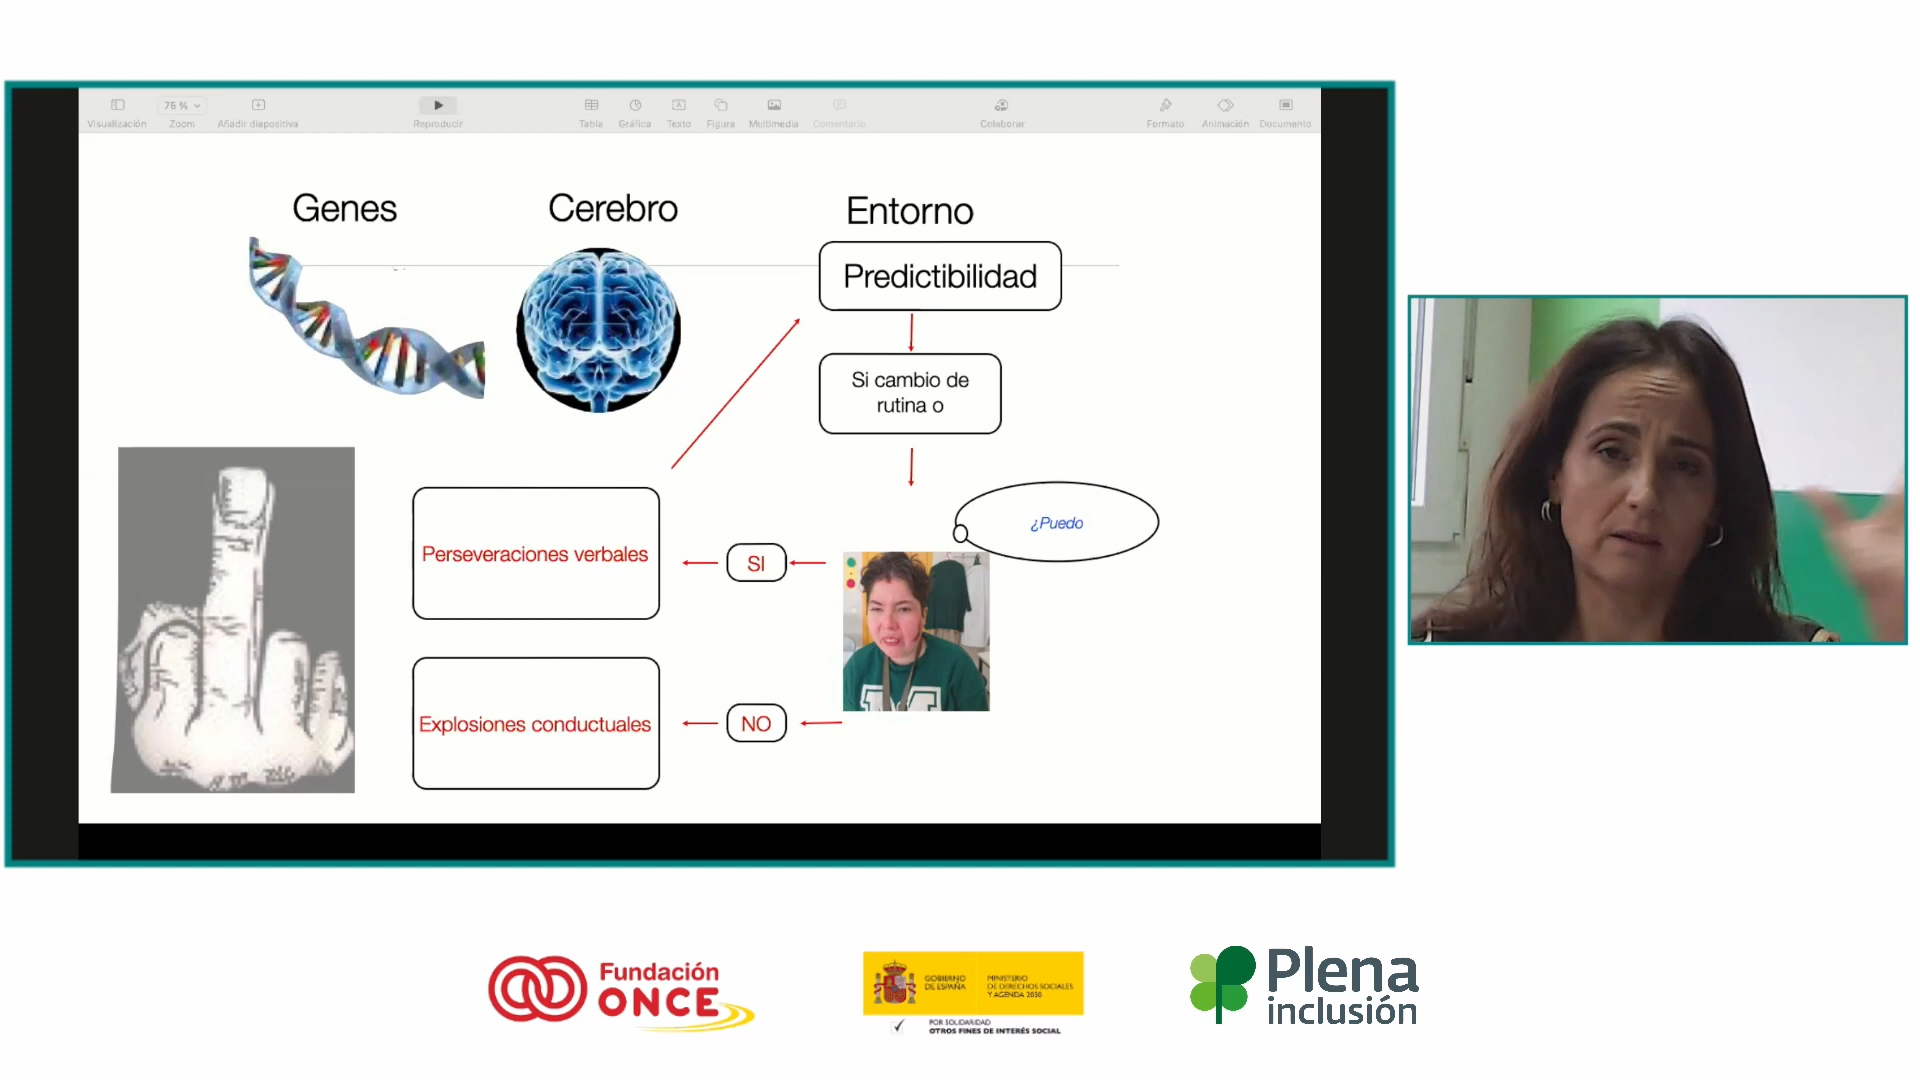 Visualización
75 %
Zoom
Añadir diapositiva
Reproducir
Tabla
Gráfica
Texto
Figura
Multimedia
Comentario
Colaborar
Formato
Animación
Documento
Genes
Cerebro
Entorno
Predictibilidad
Si cambio de
rutina o
¿Puedo
Perseveraciones verbales
SI
Explosiones conductuales
NO
Fundación
ONCE
GOBIERNO
DE ESPAÑA
MINISTERIO
DE DERECHOS SOCIALES
Y AGENDA 2030
POR SOLIDARIDAD
OTROS FINES DE INTERÉS SOCIAL
Plena
inclusión